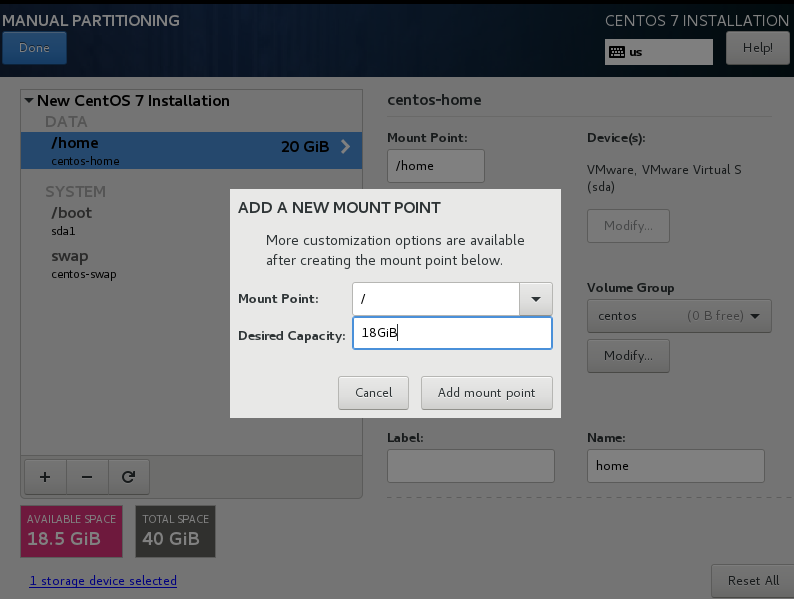 MANUAL PARTITIONING
CENTOS 7 INSTALLATION
Done
us
Help!
New CentOS 7 Installation
DATA
/home
20 GiB
centos-home
SYSTEM
/boot
sda1
swap
centos-swap
centos-home
Mount Point:
/home
Device(s):
VMware, VMware Virtual S
(sda)
Modify...
Volume Group
centos (0 B free)
Modify...
Label:
Name:
home
ADD A NEW MOUNT POINT
More customization options are available
after creating the mount point below.
Mount Point:
/
Desired Capacity:
18GiB
Cancel
Add mount point
+ −
AVAILABLE SPACE
18.5 GiB
TOTAL SPACE
40 GiB
1 storage device selected
Reset All